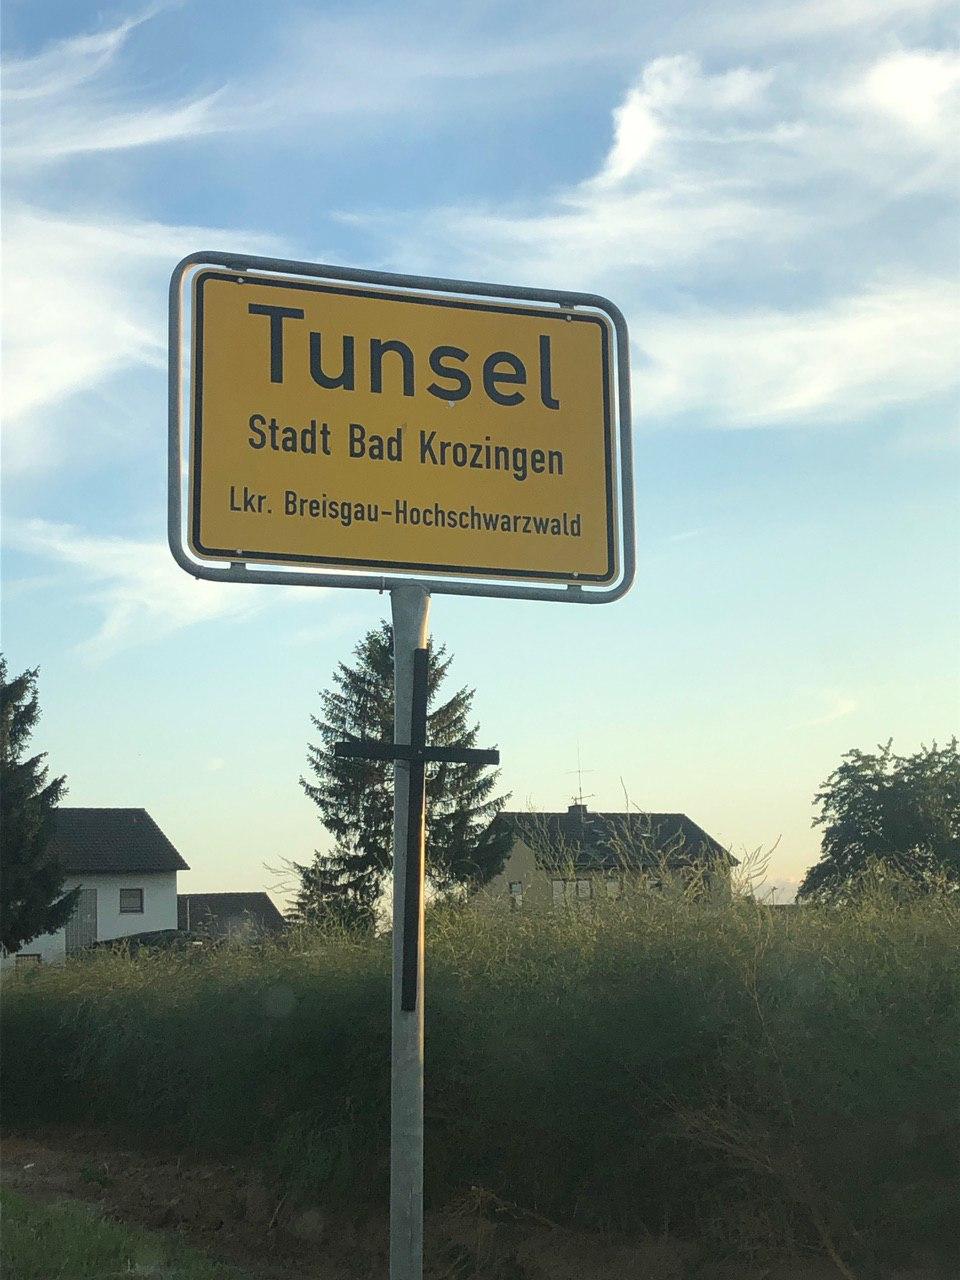 Tunsel
Stadt Bad Krozingen
Lkr. Breisgau-Hochschwarzwald